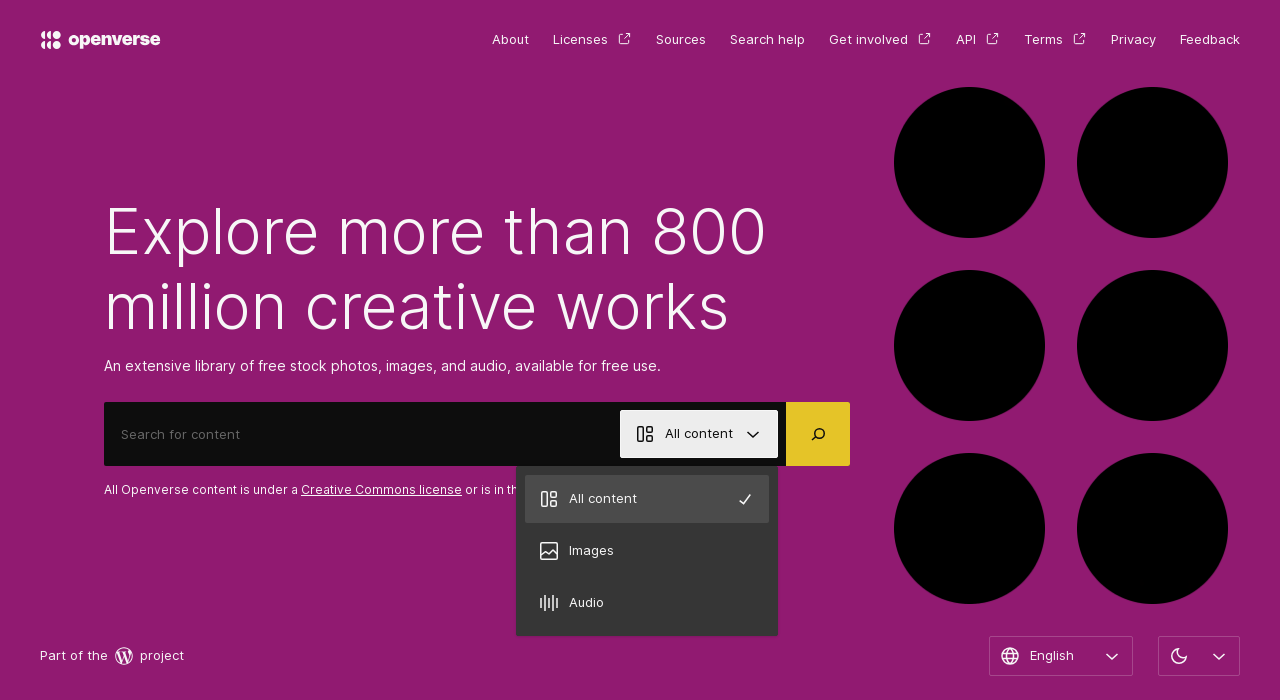 openverse
About Licenses Sources Search help Get involved API Terms Privacy Feedback
Explore more than 800
million creative works
An extensive library of free stock photos, images, and audio, available for free use.
Search for content All content
All Openverse content is under a Creative Commons license or is in th
All content
Images
Audio
Part of the project English